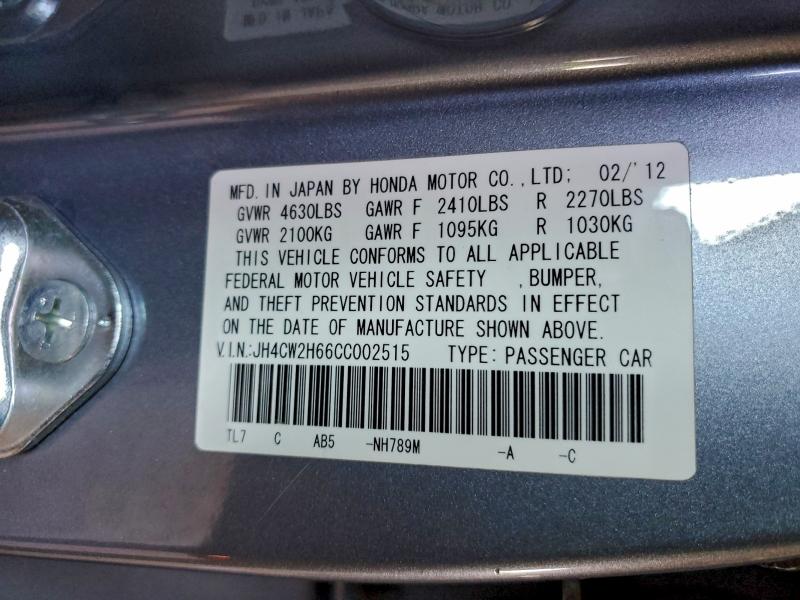 MFD. IN JAPAN BY HONDA MOTOR CO., LTD; 02/'12
GVWR 4630LBS GAWR F 2410LBS R 2270LBS
GVWR 2100KG GAWR F 1095KG R 1030KG
THIS VEHICLE CONFORMS TO ALL APPLICABLE
FEDERAL MOTOR VEHICLE SAFETY , BUMPER,
AND THEFT PREVENTION STANDARDS IN EFFECT
ON THE DATE OF MANUFACTURE SHOWN ABOVE.
V.I.N.:JH4CW2H66CC002515 TYPE: PASSENGER CAR
TL7 C AB5 -NH789M -A -C